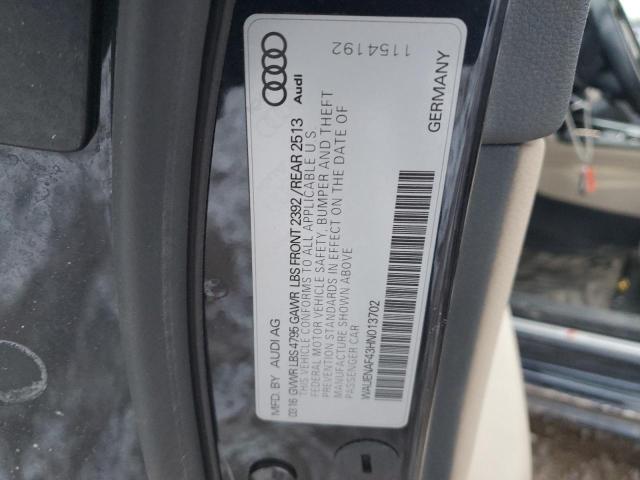 MFD. BY AUDI AG
03.16 GVWR LBS 4795 GAWR LBS FRONT 2392 / REAR 2513
THIS VEHICLE CONFORMS TO ALL APPLICABLE U.S.
FEDERAL MOTOR VEHICLE SAFETY, BUMPER AND THEFT
PREVENTION STANDARDS IN EFFECT ON THE DATE OF
MANUFACTURE SHOWN ABOVE
PASSENGER CAR
WAUENAF43HN013702
Audi
1154192
GERMANY